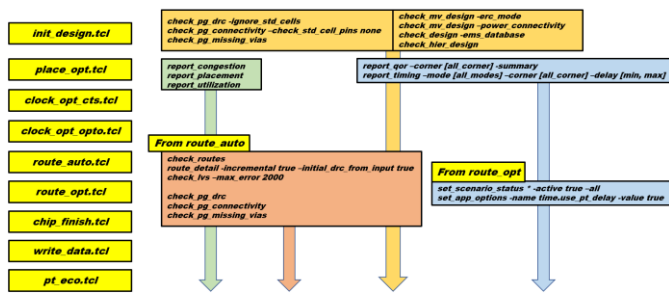 init_design.tcl
place_opt.tcl
clock_opt_cts.tcl
clock_opt_opto.tcl
route_auto.tcl
route_opt.tcl
chip_finish.tcl
write_data.tcl
pt_eco.tcl
check_pg_drc -ignore_std_cells
check_pg_connectivity –check_std_cell_pins none
check_pg_missing_vias
check_mv_design -erc_mode
check_mv_design -power_connectivity
check_design -ems_database
check_hier_design
report_congestion
report_placement
report_utilization
report_qor –corner [all_corner] -summary
report_timing –mode [all_modes] –corner [all_corner] –delay [min, max]
From route_auto
check_routes
route_detail -incremental true –initial_drc_from_input true
check_lvs –max_error 2000
check_pg_drc
check_pg_connectivity
check_pg_missing_vias
From route_opt
set_scenario_status * -active true –all
set_app_options -name time.use_pt_delay -value true